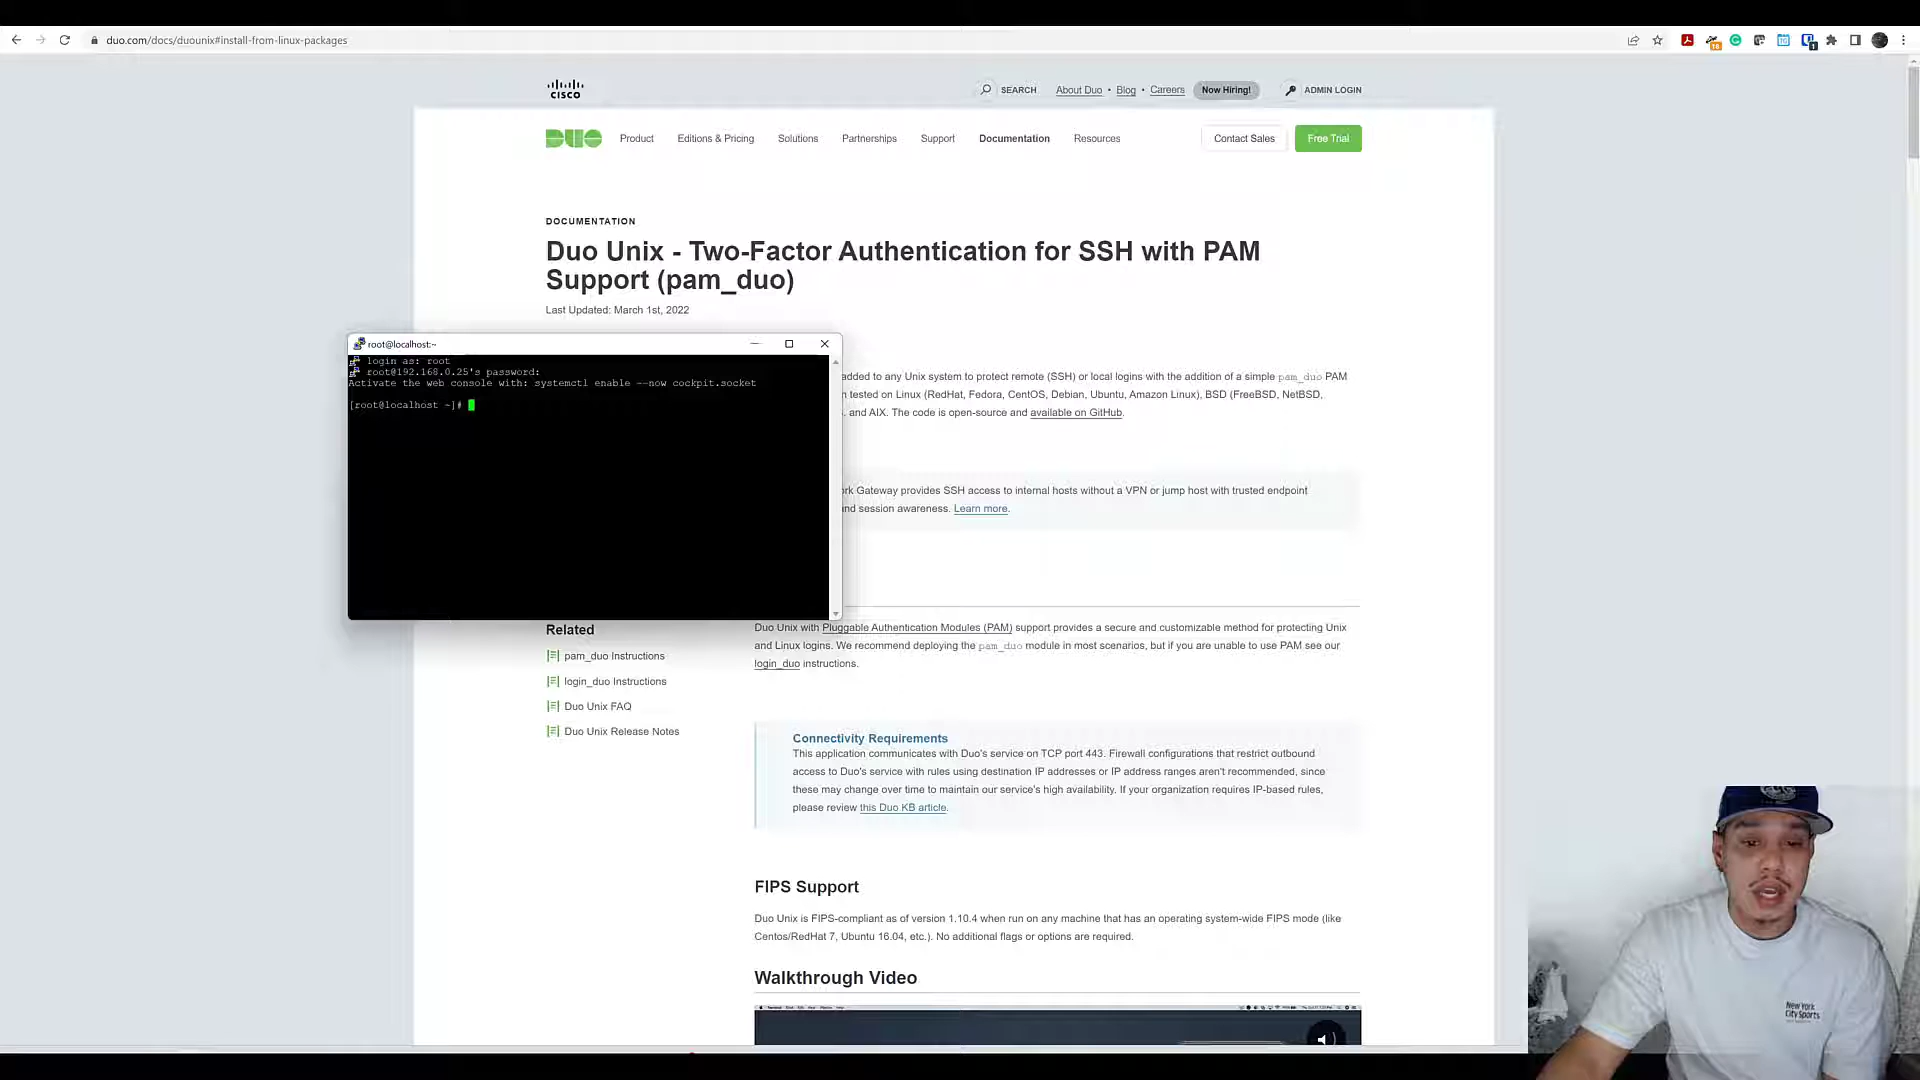 duo.com/docs/duounix#install-from-linux-packages
CISCO
SEARCH About Duo • Blog • Careers Now Hiring! ADMIN LOGIN
DUO Product Editions & Pricing Solutions Partnerships Support Documentation Resources Contact Sales Free Trial
DOCUMENTATION
Duo Unix - Two-Factor Authentication for SSH with PAM
Support (pam_duo)
Last Updated: March 1st, 2022
root@localhost:~
login as: root
root@192.168.0.25's password:
Activate the web console with: systemctl enable --now cockpit.socket
[root@localhost ~]#
added to any Unix system to protect remote (SSH) or local logins with the addition of a simple pam_duo PAM
n tested on Linux (RedHat, Fedora, CentOS, Debian, Ubuntu, Amazon Linux), BSD (FreeBSD, NetBSD,
and AIX. The code is open-source and available on GitHub.
rk Gateway provides SSH access to internal hosts without a VPN or jump host with trusted endpoint
and session awareness. Learn more.
Related
pam_duo Instructions
login_duo Instructions
Duo Unix FAQ
Duo Unix Release Notes
Duo Unix with Pluggable Authentication Modules (PAM) support provides a secure and customizable method for protecting Unix
and Linux logins. We recommend deploying the pam_duo module in most scenarios, but if you are unable to use PAM see our
login_duo instructions.
Connectivity Requirements
This application communicates with Duo's service on TCP port 443. Firewall configurations that restrict outbound
access to Duo's service with rules using destination IP addresses or IP address ranges aren't recommended, since
these may change over time to maintain our service's high availability. If your organization requires IP-based rules,
please review this Duo KB article.
FIPS Support
Duo Unix is FIPS-compliant as of version 1.10.4 when run on any machine that has an operating system-wide FIPS mode (like
Centos/RedHat 7, Ubuntu 16.04, etc.). No additional flags or options are required.
Walkthrough Video
New York
City Sports